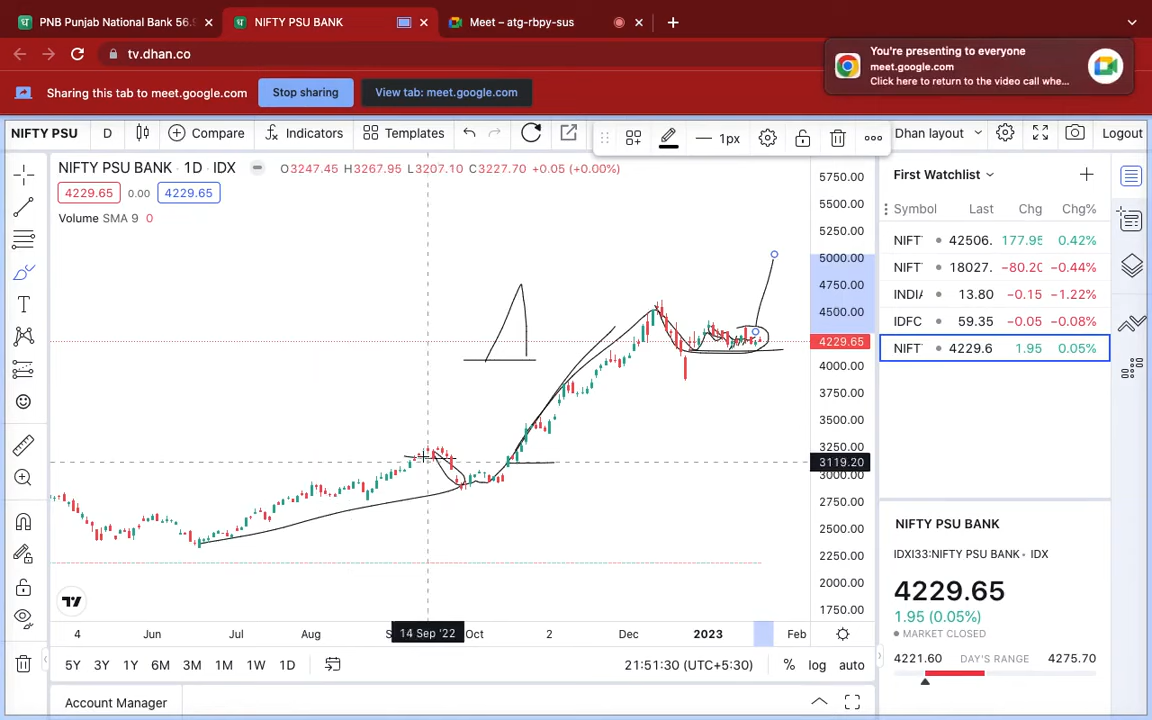 PNB Punjab National Bank 56.9
NIFTY PSU BANK
Meet – atg-rbpy-sus
tv.dhan.co
You're presenting to everyone
meet.google.com
Click here to return to the video call whe...
Sharing this tab to meet.google.com
Stop sharing
View tab: meet.google.com
NIFTY PSU D Compare Indicators Templates 1px Dhan layout Logout
NIFTY PSU BANK · 1D · IDX O3247.45 H3267.95 L3207.10 C3227.70 +0.05 (+0.00%)
4229.65 0.00 4229.65
Volume SMA 9 0
5750.00
5500.00
5250.00
5000.00
4750.00
4500.00
4229.65
4000.00
3750.00
3500.00
3250.00
3119.20
3000.00
2750.00
2500.00
2250.00
2000.00
1750.00
4 Jun Jul Aug 14 Sep '22 Oct 2 Dec 2023 Feb
5Y 3Y 1Y 6M 3M 1M 1W 1D 21:51:30 (UTC+5:30) % log auto
Account Manager
First Watchlist
Symbol Last Chg Chg%
NIFT 42506. 177.95 0.42%
NIFT 18027. −80.20 −0.44%
INDIA 13.80 −0.15 −1.22%
IDFC 59.35 −0.05 −0.08%
NIFT 4229.6 1.95 0.05%
NIFTY PSU BANK
IDXI33:NIFTY PSU BANK - IDX
4229.65
1.95 (0.05%)
MARKET CLOSED
4221.60 DAY'S RANGE 4275.70